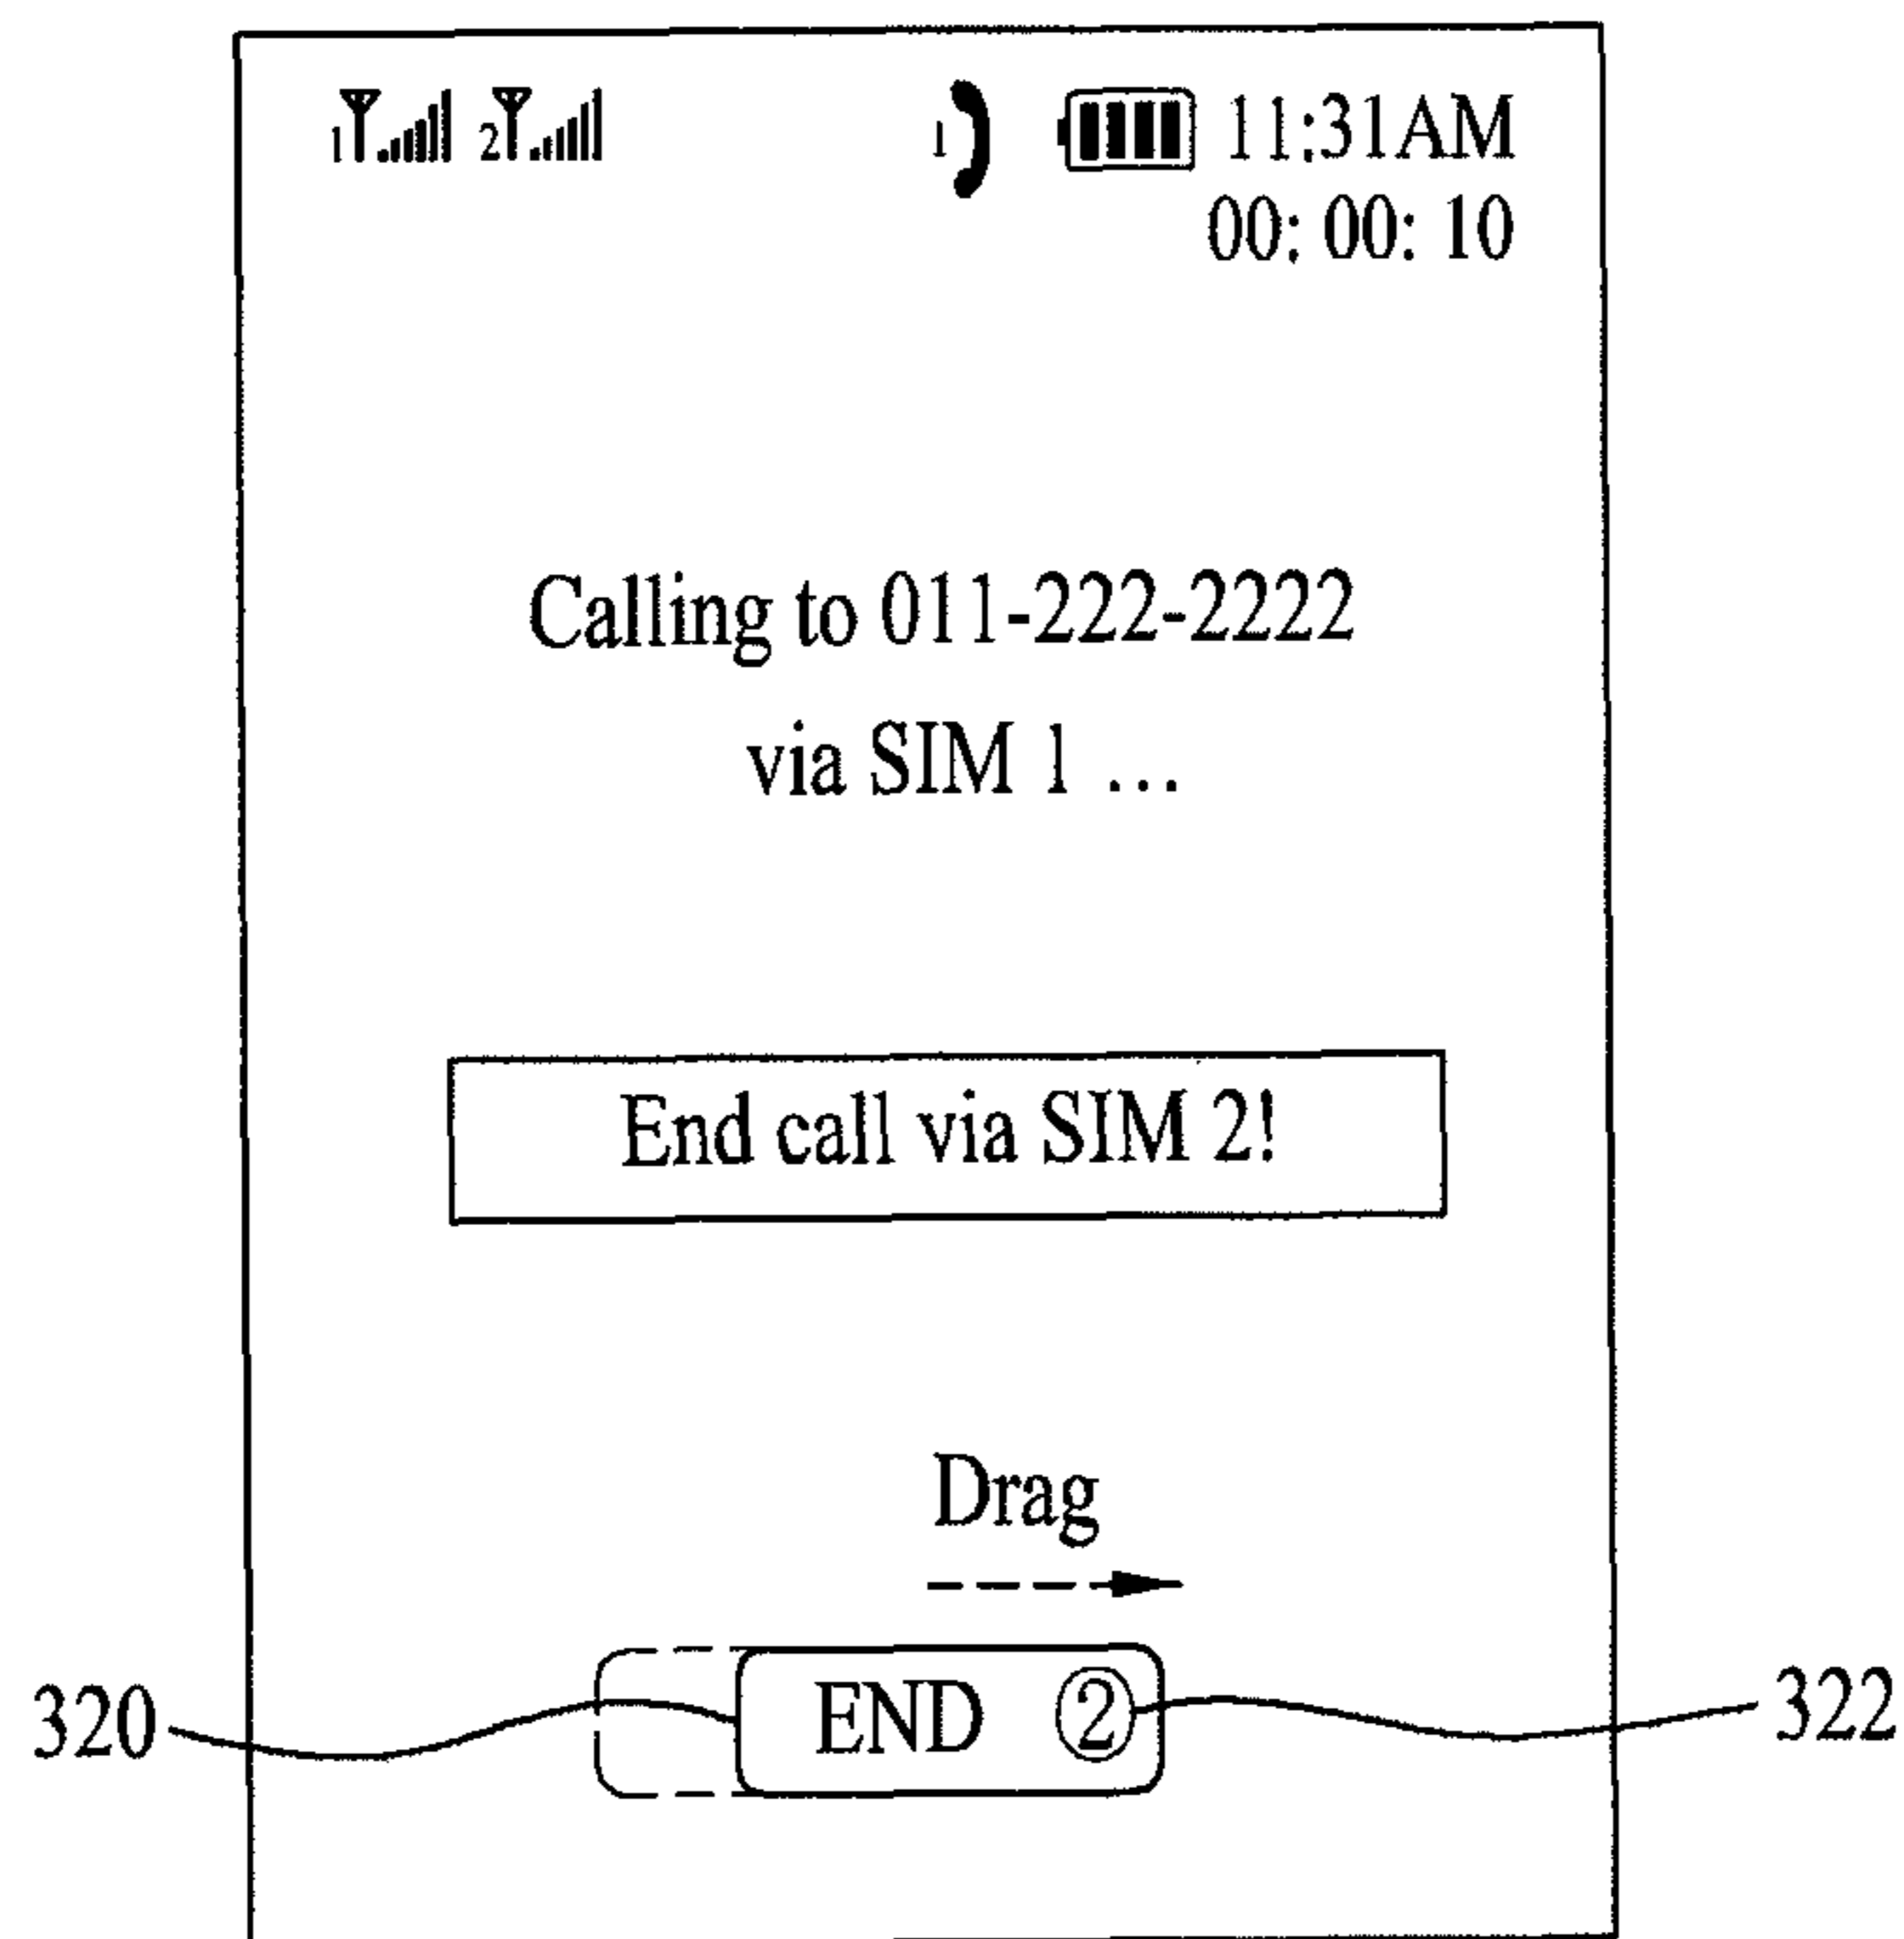 1 2 1 11:31AM
00: 00: 10
Calling to 011-222-2222
via SIM 1 ...
End call via SIM 2!
Drag
320 END 2 322